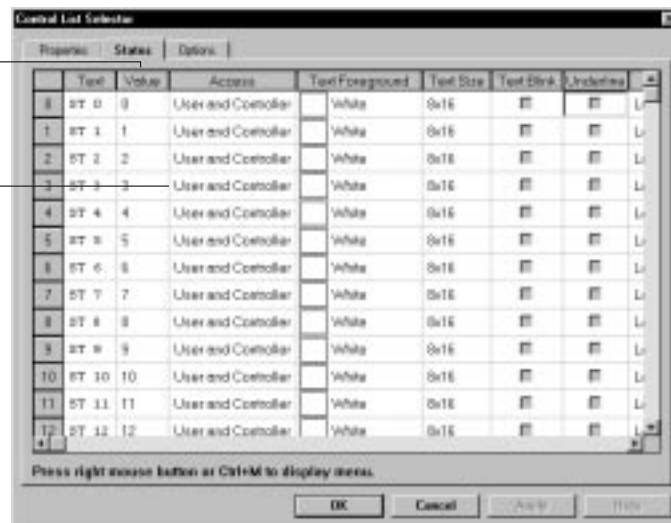 Control List Selector
Properties States Options
Text Value Access Text Foreground Text Size Text Blink Underline
0 ST 0 0 User and Controller White 8x16
1 ST 1 1 User and Controller White 8x16 L
2 ST 2 2 User and Controller White 8x16 L
3 ST 3 3 User and Controller White 8x16 L
4 ST 4 4 User and Controller White 8x16 L
5 ST 5 5 User and Controller White 8x16 L
6 ST 6 6 User and Controller White 8x16 L
7 ST 7 7 User and Controller White 8x16 L
8 ST 8 8 User and Controller White 8x16 L
9 ST 9 9 User and Controller White 8x16 L
10 ST 10 10 User and Controller White 8x16 L
11 ST 11 11 User and Controller White 8x16 L
12 ST 12 12 User and Controller White 8x16 L
Press right mouse button or Ctrl+M to display menu.
OK Cancel Apply Help